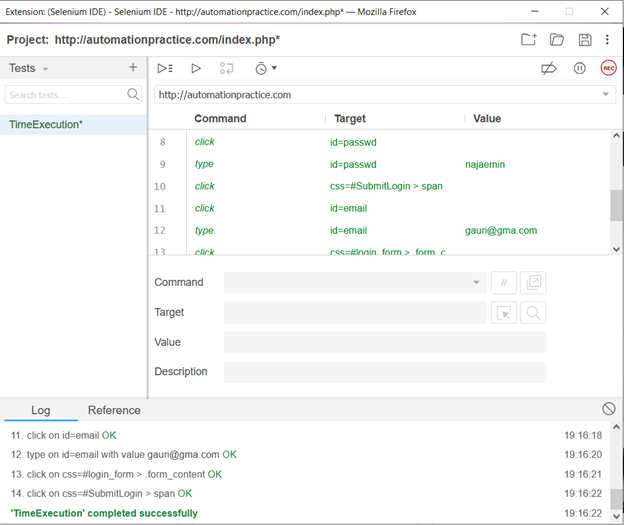 Extension: (Selenium IDE) - Selenium IDE - http://automationpractice.com/index.php* — Mozilla Firefox
Project: http://automationpractice.com/index.php*
Tests
Search tests...
TimeExecution*
REC
http://automationpractice.com
Command Target Value
8 click id=passwd
9 type id=passwd najaemin
10 click css=#SubmitLogin > span
11 click id=email
12 type id=email gauri@gma.com
13 click css=#login_form > .form_c
Command
//
Target
Value
Description
Log Reference
11. click on id=email OK 19:16:18
12. type on id=email with value gauri@gma.com OK 19:16:20
13. click on css=#login_form > .form_content OK 19:16:21
14. click on css=#SubmitLogin > span OK 19:16:22
'TimeExecution' completed successfully 19:16:22